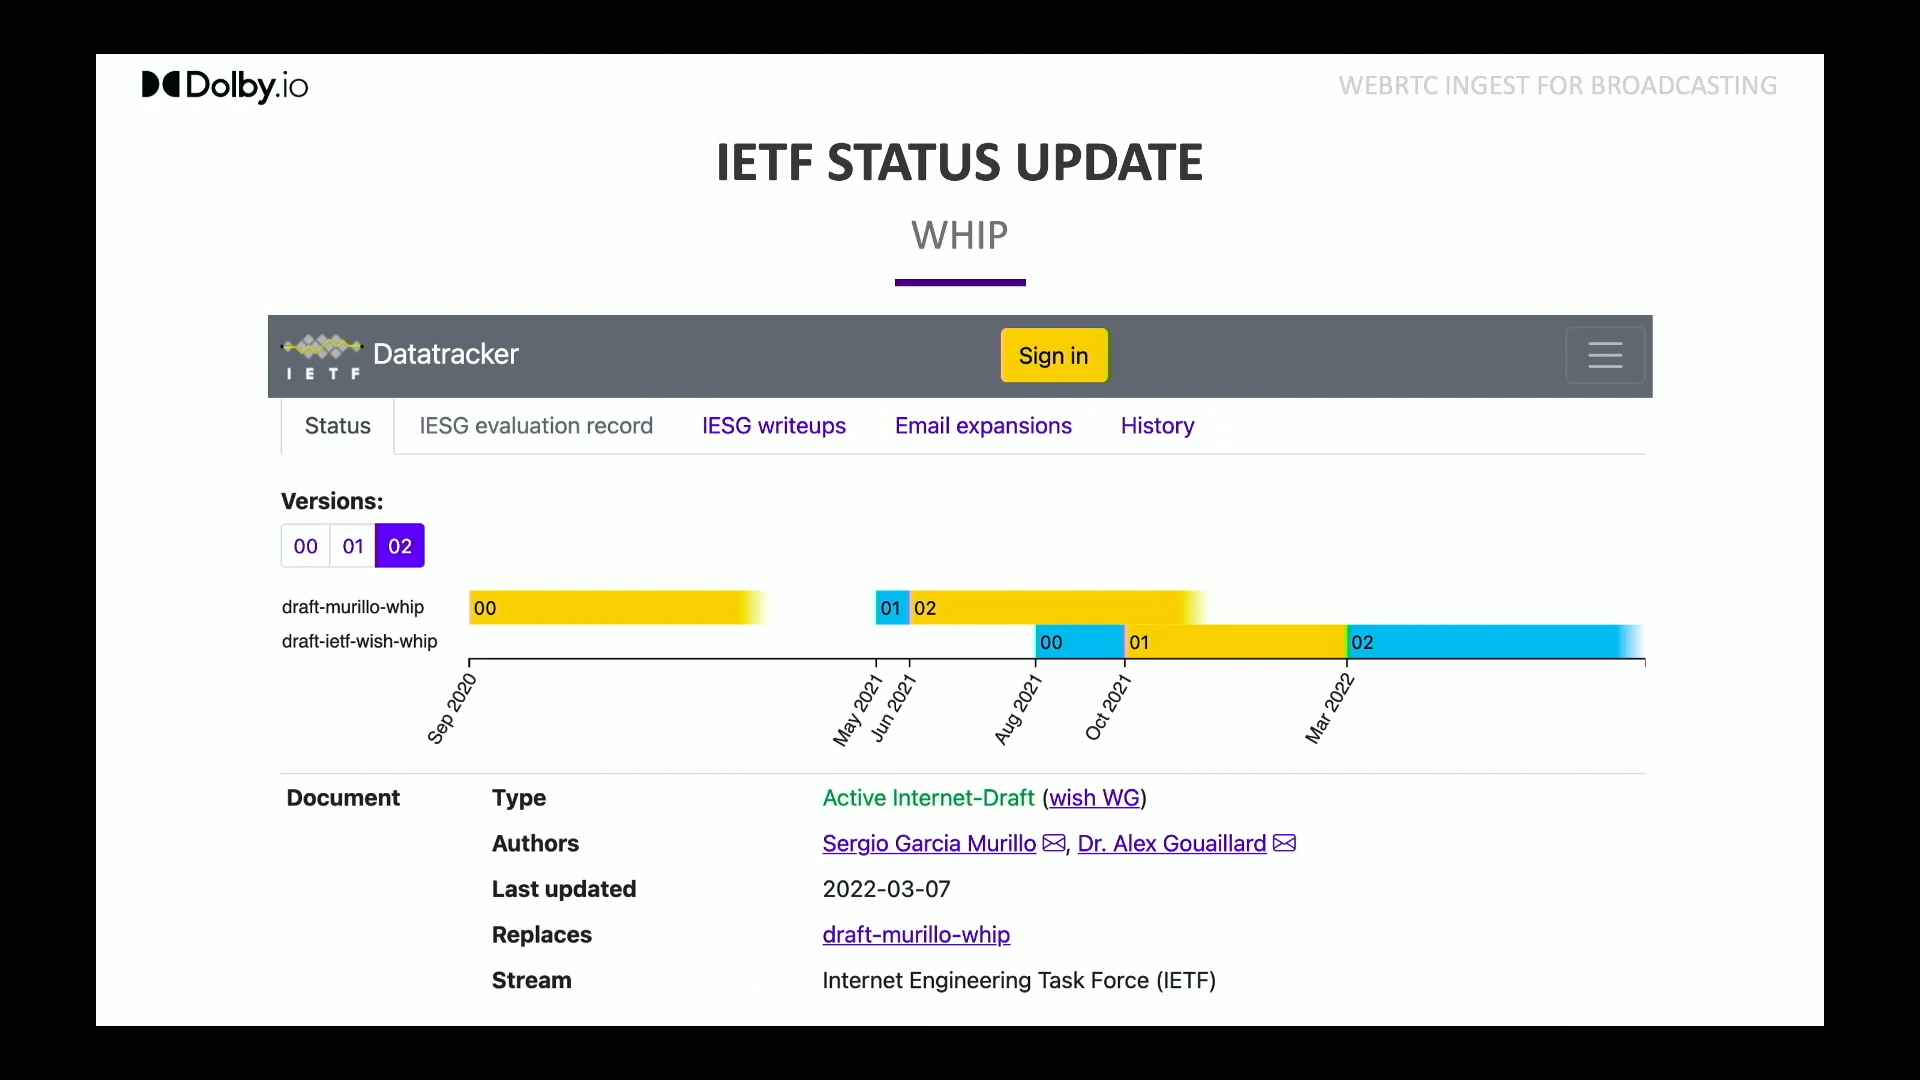 Dolby.io
WEBRTC INGEST FOR BROADCASTING
IETF STATUS UPDATE
WHIP
IETF Datatracker
Sign in
Status IESG evaluation record IESG writeups Email expansions History
Versions:
00 01 02
draft-murillo-whip 00 01 02
draft-ietf-wish-whip 00 01 02
Sep 2020 May 2021 Jun 2021 Aug 2021 Oct 2021 Mar 2022
Document Type Active Internet-Draft (wish WG)
Authors Sergio Garcia Murillo, Dr. Alex Gouaillard
Last updated 2022-03-07
Replaces draft-murillo-whip
Stream Internet Engineering Task Force (IETF)